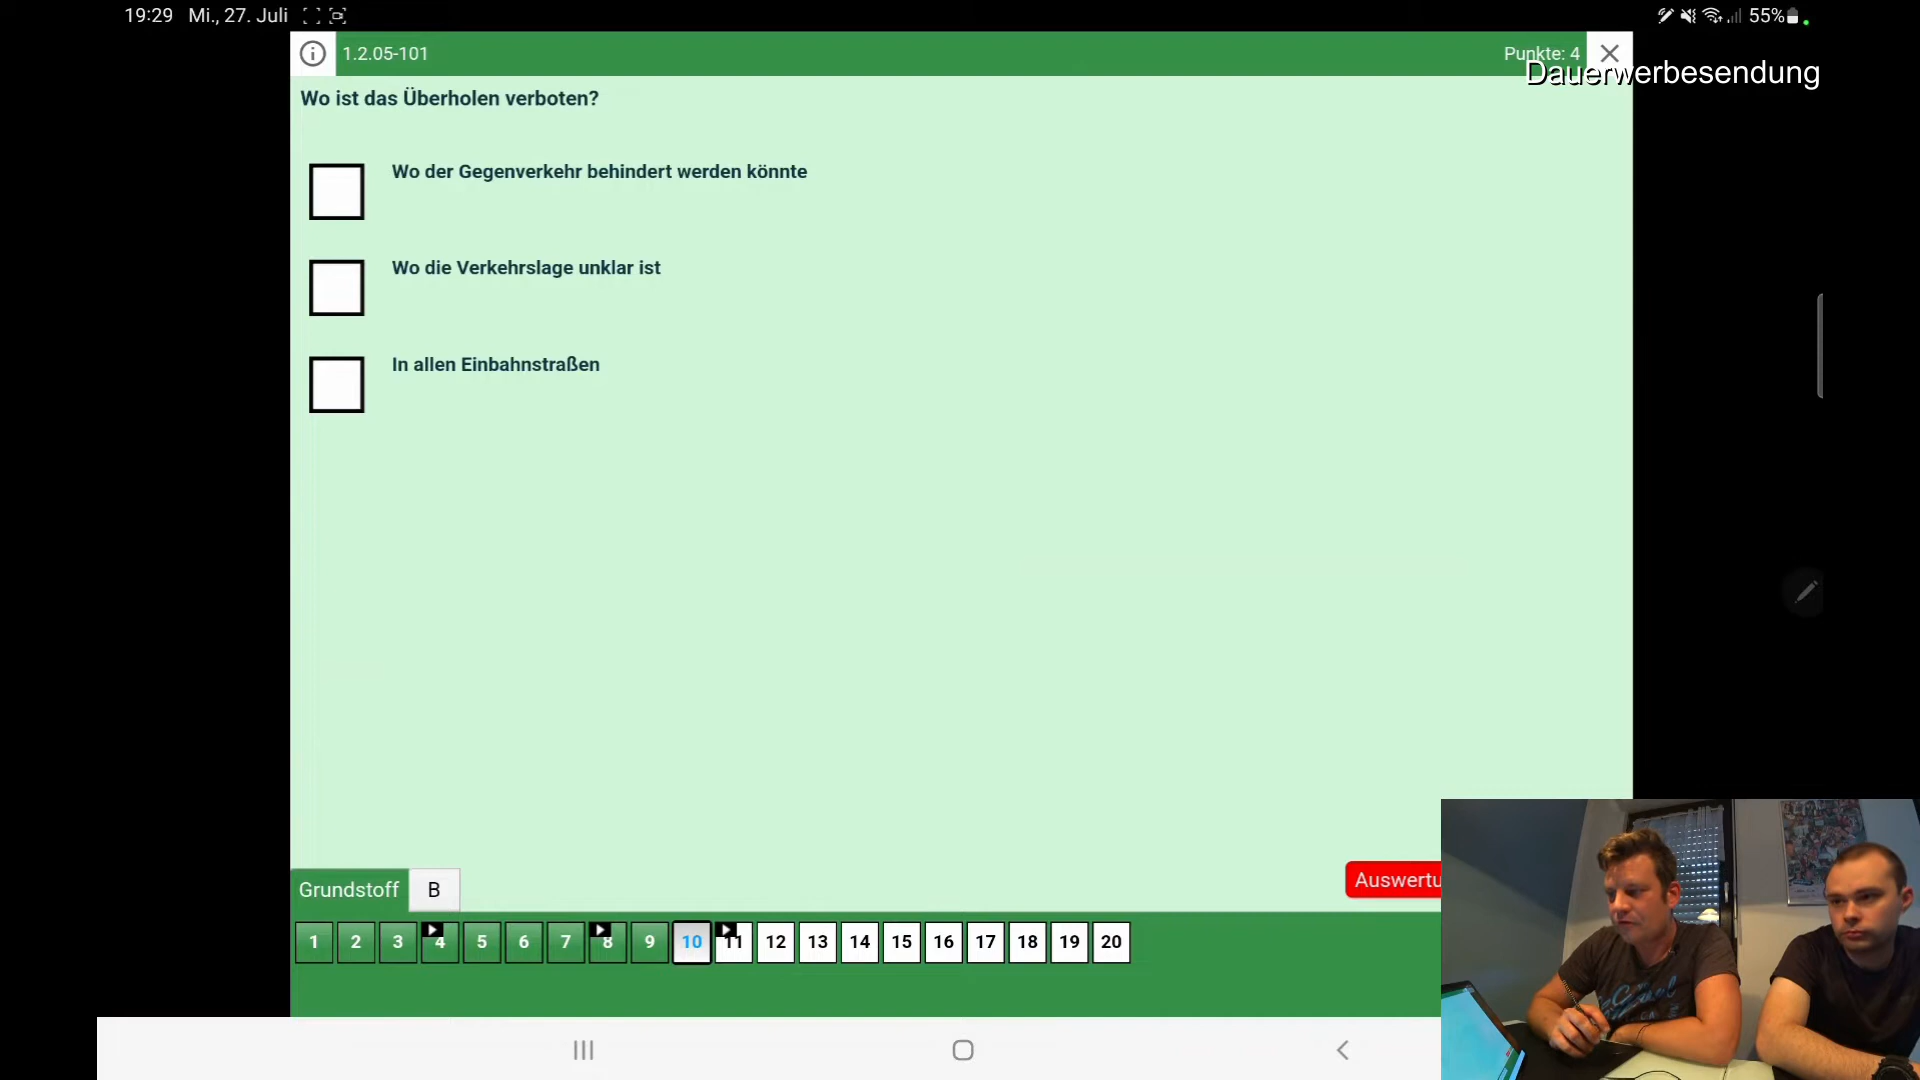 19:29 Mi., 27. Juli
55%
1.2.05-101
Punkte: 4
Dauerwerbesendung
Wo ist das Überholen verboten?
Wo der Gegenverkehr behindert werden könnte
Wo die Verkehrslage unklar ist
In allen Einbahnstraßen
Grundstoff B
1 2 3 4 5 6 7 8 9 10 11 12 13 14 15 16 17 18 19 20